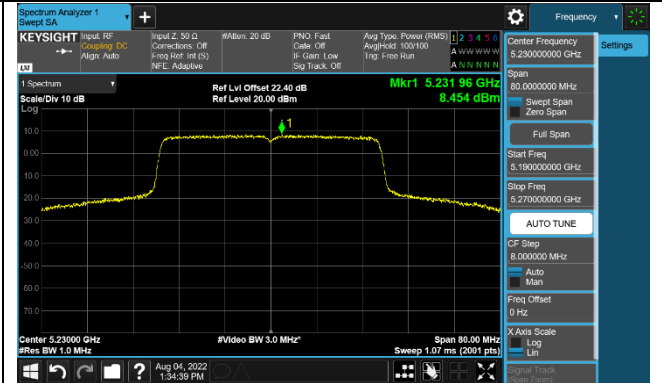 Spectrum Analyzer 1
Swept SA
+
Frequency
KEYSIGHT
Input: RF
Coupling: DC
Align: Auto
Input Z: 50 Ω
Corrections: Off
Freq Ref: Int (S)
NFE: Adaptive
#Atten: 20 dB
PNO: Fast
Gate: Off
IF Gain: Low
Sig Track: Off
Avg Type: Power (RMS)
Avg|Hold: 100/100
Trig: Free Run
1 2 3 4 5 6
A W W W W W
A N N N N N
LXI
1 Spectrum
Scale/Div 10 dB
Log
Ref Lvl Offset 22.40 dB
Ref Level 20.00 dBm
Mkr1 5.231 96 GHz
8.454 dBm
1
10.0
0.00
10.0
20.0
30.0
40.0
-50.0
60.0
70.0
Center 5.23000 GHz
#Res BW 1.0 MHz
#Video BW 3.0 MHz*
Span 80.00 MHz
Sweep 1.07 ms (2001 pts)
Aug 04, 2022
1:34:39 PM
?
Center Frequency
5.230000000 GHz
Settings
Span
80.0000000 MHz
Swept Span
Zero Span
Full Span
Start Freq
5.190000000 GHz
Stop Freq
5.270000000 GHz
AUTO TUNE
CF Step
8.000000 MHz
Auto
Man
Freq Offset
0 Hz
X Axis Scale
Log
Lin
Signal Track
(Span Zoom)